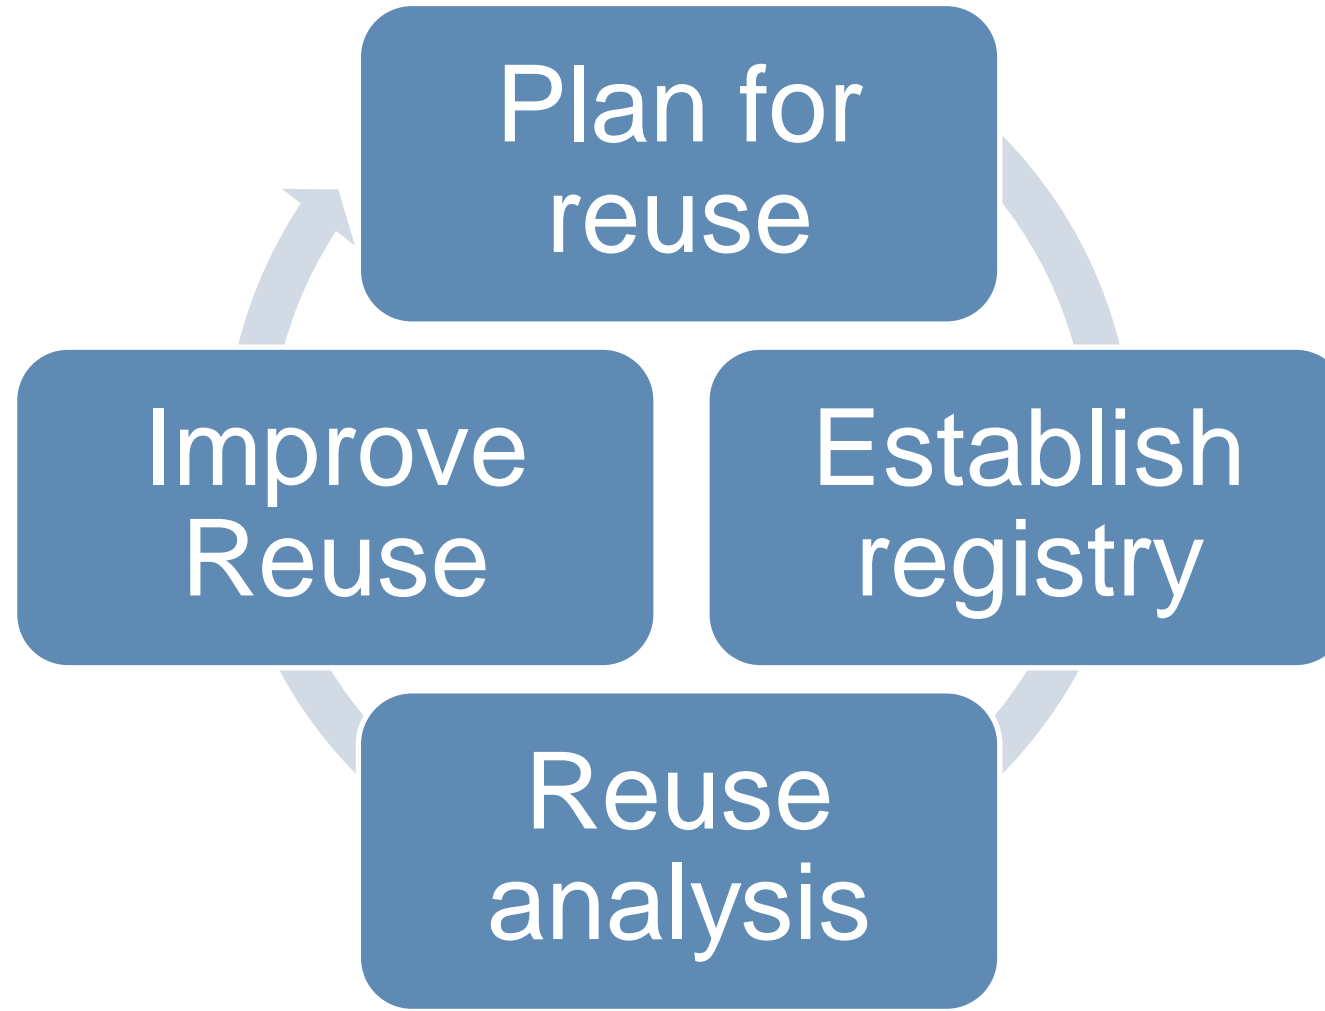 Plan for
reuse
Establish
registry
Reuse
analysis
Improve
Reuse